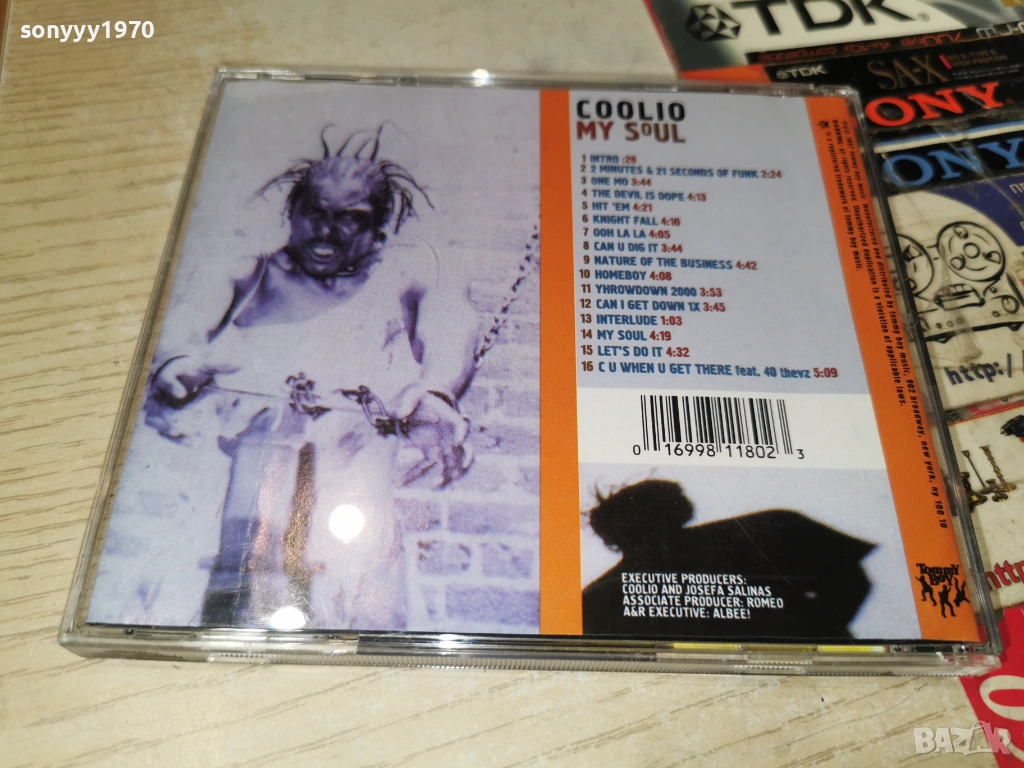 sonyyy1970
TDK
TDK
SA-X
ONY
ONY
COOLIO
MY SOUL
1 INTRO :26
2 2 MINUTES & 21 SECONDS OF FUNK 2:24
3 ONE MO 3:44
4 THE DEVIL IS DOPE 4:13
5 HIT 'EM 4:21
6 KNIGHT FALL 4:10
7 OOH LA LA 4:05
8 CAN U DIG IT 3:44
9 NATURE OF THE BUSINESS 4:42
10 HOMEBOY 4:08
11 YHROWDOWN 2000 3:53
12 CAN I GET DOWN 1X 3:45
13 INTERLUDE 1:03
14 MY SOUL 4:19
15 LET'S DO IT 4:32
16 C U WHEN U GET THERE feat. 40 thevz 5:09
0 16998 11802 3
EXECUTIVE PRODUCERS:
COOLIO AND JOSEFA SALINAS
ASSOCIATE PRODUCER: ROMEO
A&R EXECUTIVE: ALBEE!
Tommy
Boy
http:/
BAZAR